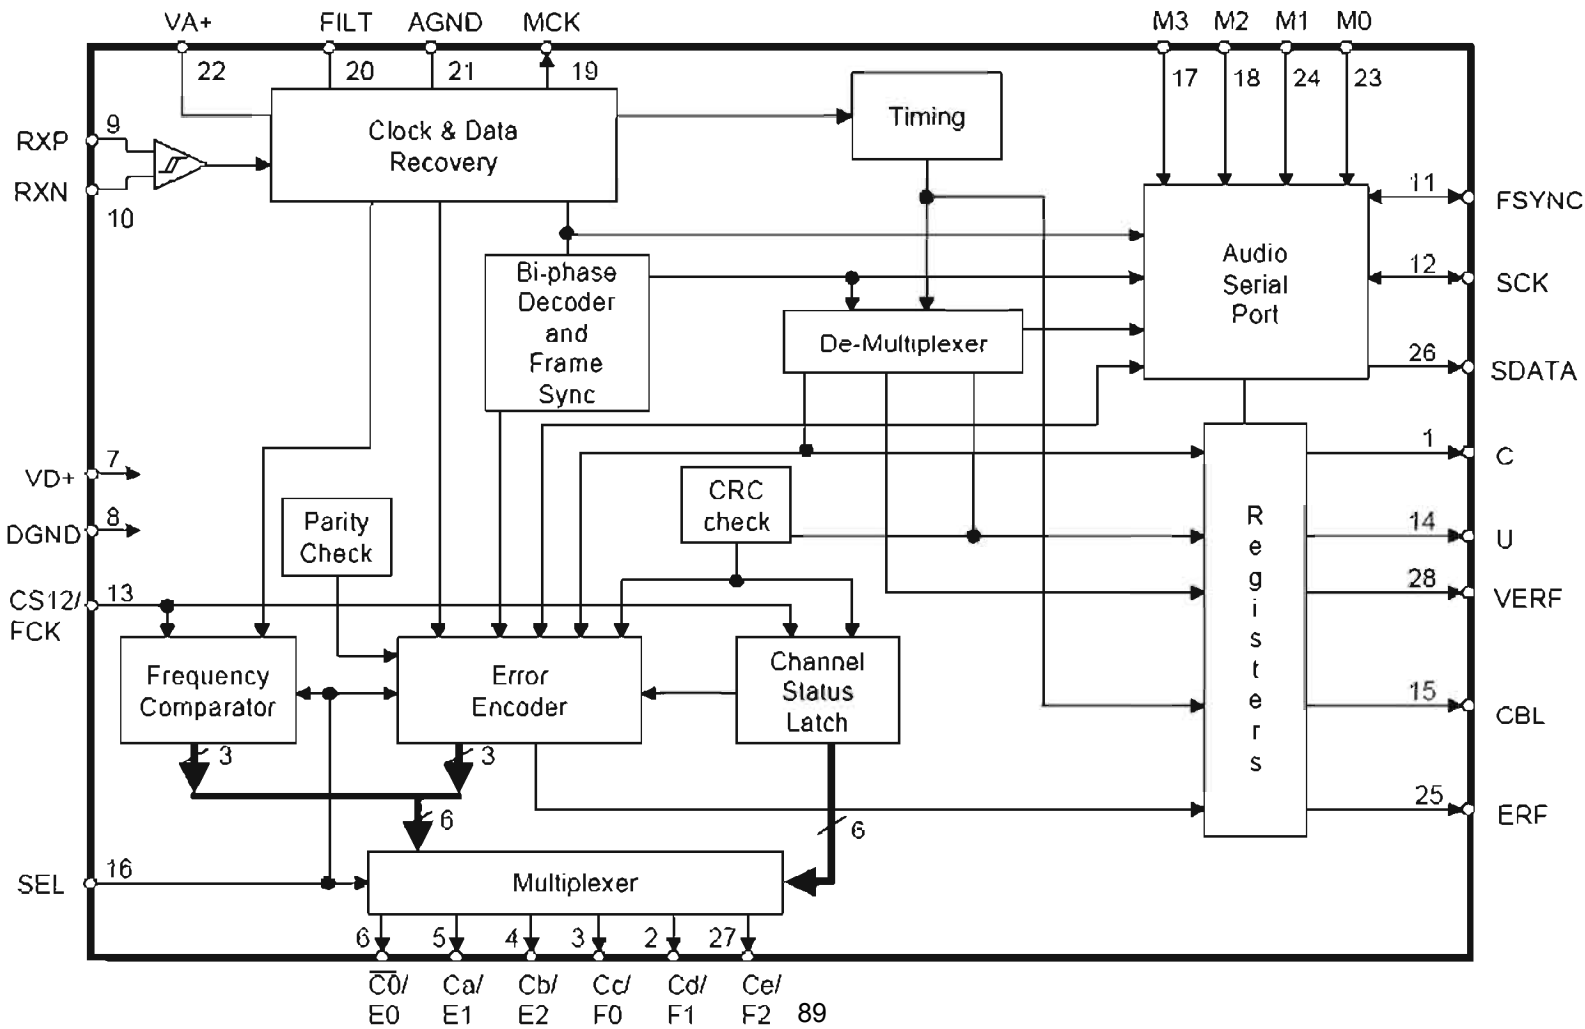 VA+ FILT AGND MCK M3 M2 M1 M0
22 20 21 19 17 18 24 23
RXP 9
RXN
10
Clock & Data
Recovery
Timing
11 FSYNC
Audio
Serial
Port
12 SCK
26 SDATA
Bi-phase
Decoder
and
Frame
Sync
De-Multiplexer
VD+ 7
DGND 8
CS12/
FCK
13
Parity
Check
CRC
check
1 C
14 U
28 VERF
15 CBL
25 ERF
R
e
g
i
s
t
e
r
s
Frequency
Comparator
Error
Encoder
Channel
Status
Latch
3 3
6 6
SEL 16
Multiplexer
6 5 4 3 2 27
C0/ Ca/ Cb/ Cc/ Cd/ Ce/
E0 E1 E2 F0 F1 F2
89